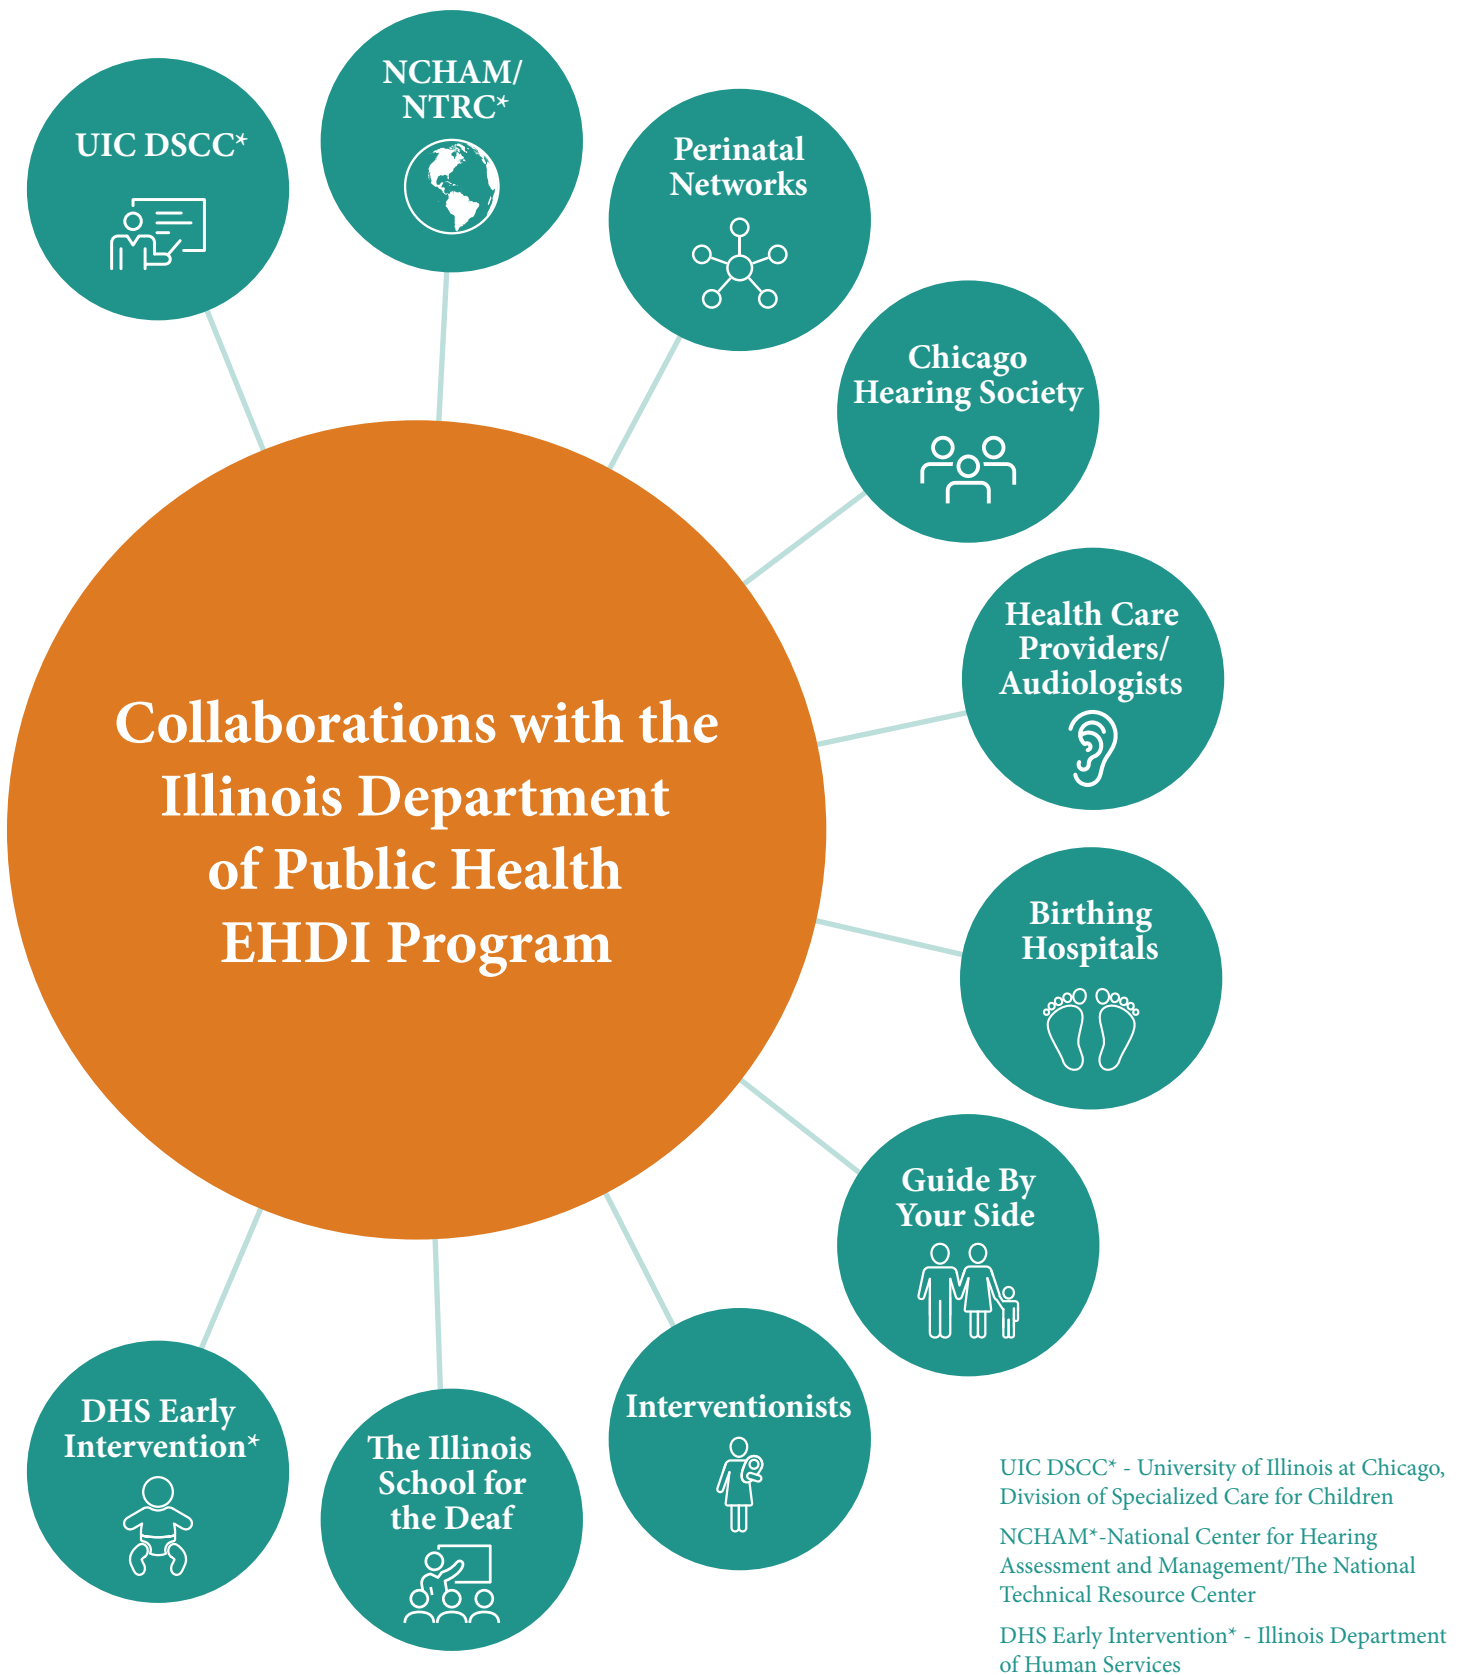 UIC DSCC*
NCHAM/
NTRC*
Perinatal
Networks
Chicago
Hearing Society
Health Care
Providers/
Audiologists
Birthing
Hospitals
Guide By
Your Side
Interventionists
The Illinois
School for
the Deaf
DHS Early
Intervention*
Collaborations with the
Illinois Department
of Public Health
EHDI Program
UIC DSCC* - University of Illinois at Chicago,
Division of Specialized Care for Children
NCHAM*-National Center for Hearing
Assessment and Management/The National
Technical Resource Center
DHS Early Intervention* - Illinois Department
of Human Services